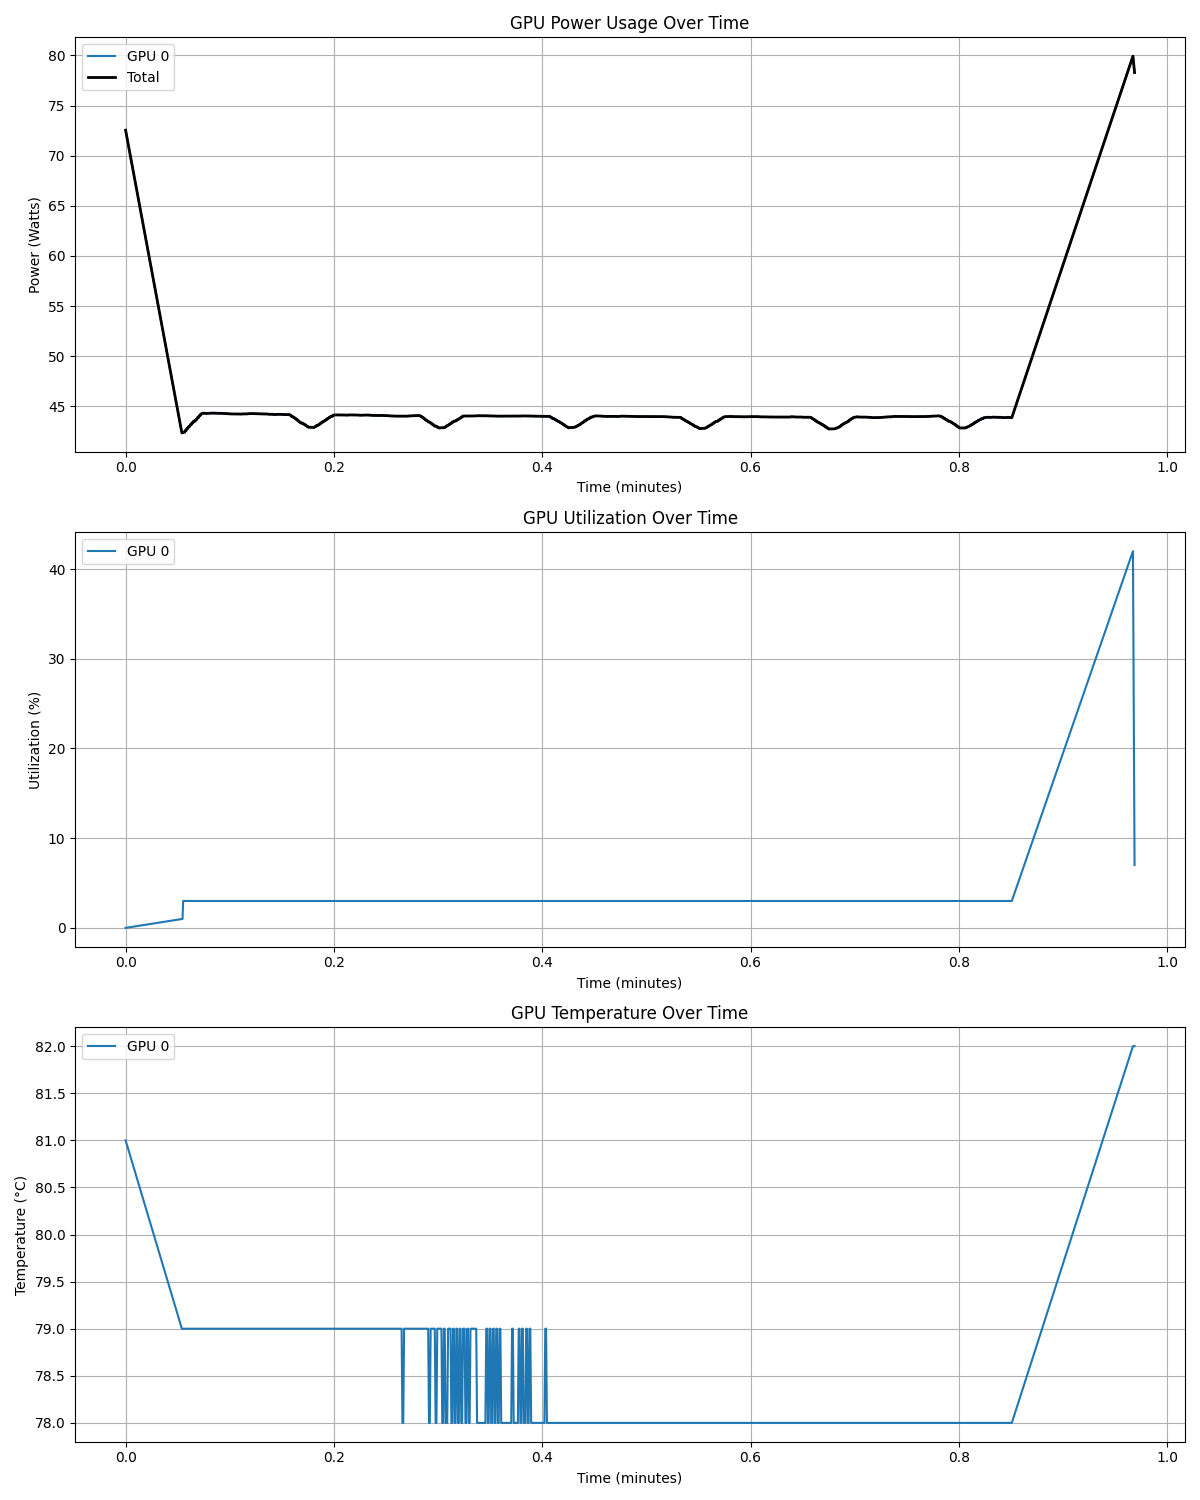 GPU Power Usage Over Time
GPU 0
Total
Power (Watts)
80
75
70
65
60
55
50
45
0.0 0.2 0.4 0.6 0.8 1.0
Time (minutes)
GPU Utilization Over Time
GPU 0
Utilization (%)
40
30
20
10
0
0.0 0.2 0.4 0.6 0.8 1.0
Time (minutes)
GPU Temperature Over Time
GPU 0
Temperature (°C)
82.0
81.5
81.0
80.5
80.0
79.5
79.0
78.5
78.0
0.0 0.2 0.4 0.6 0.8 1.0
Time (minutes)